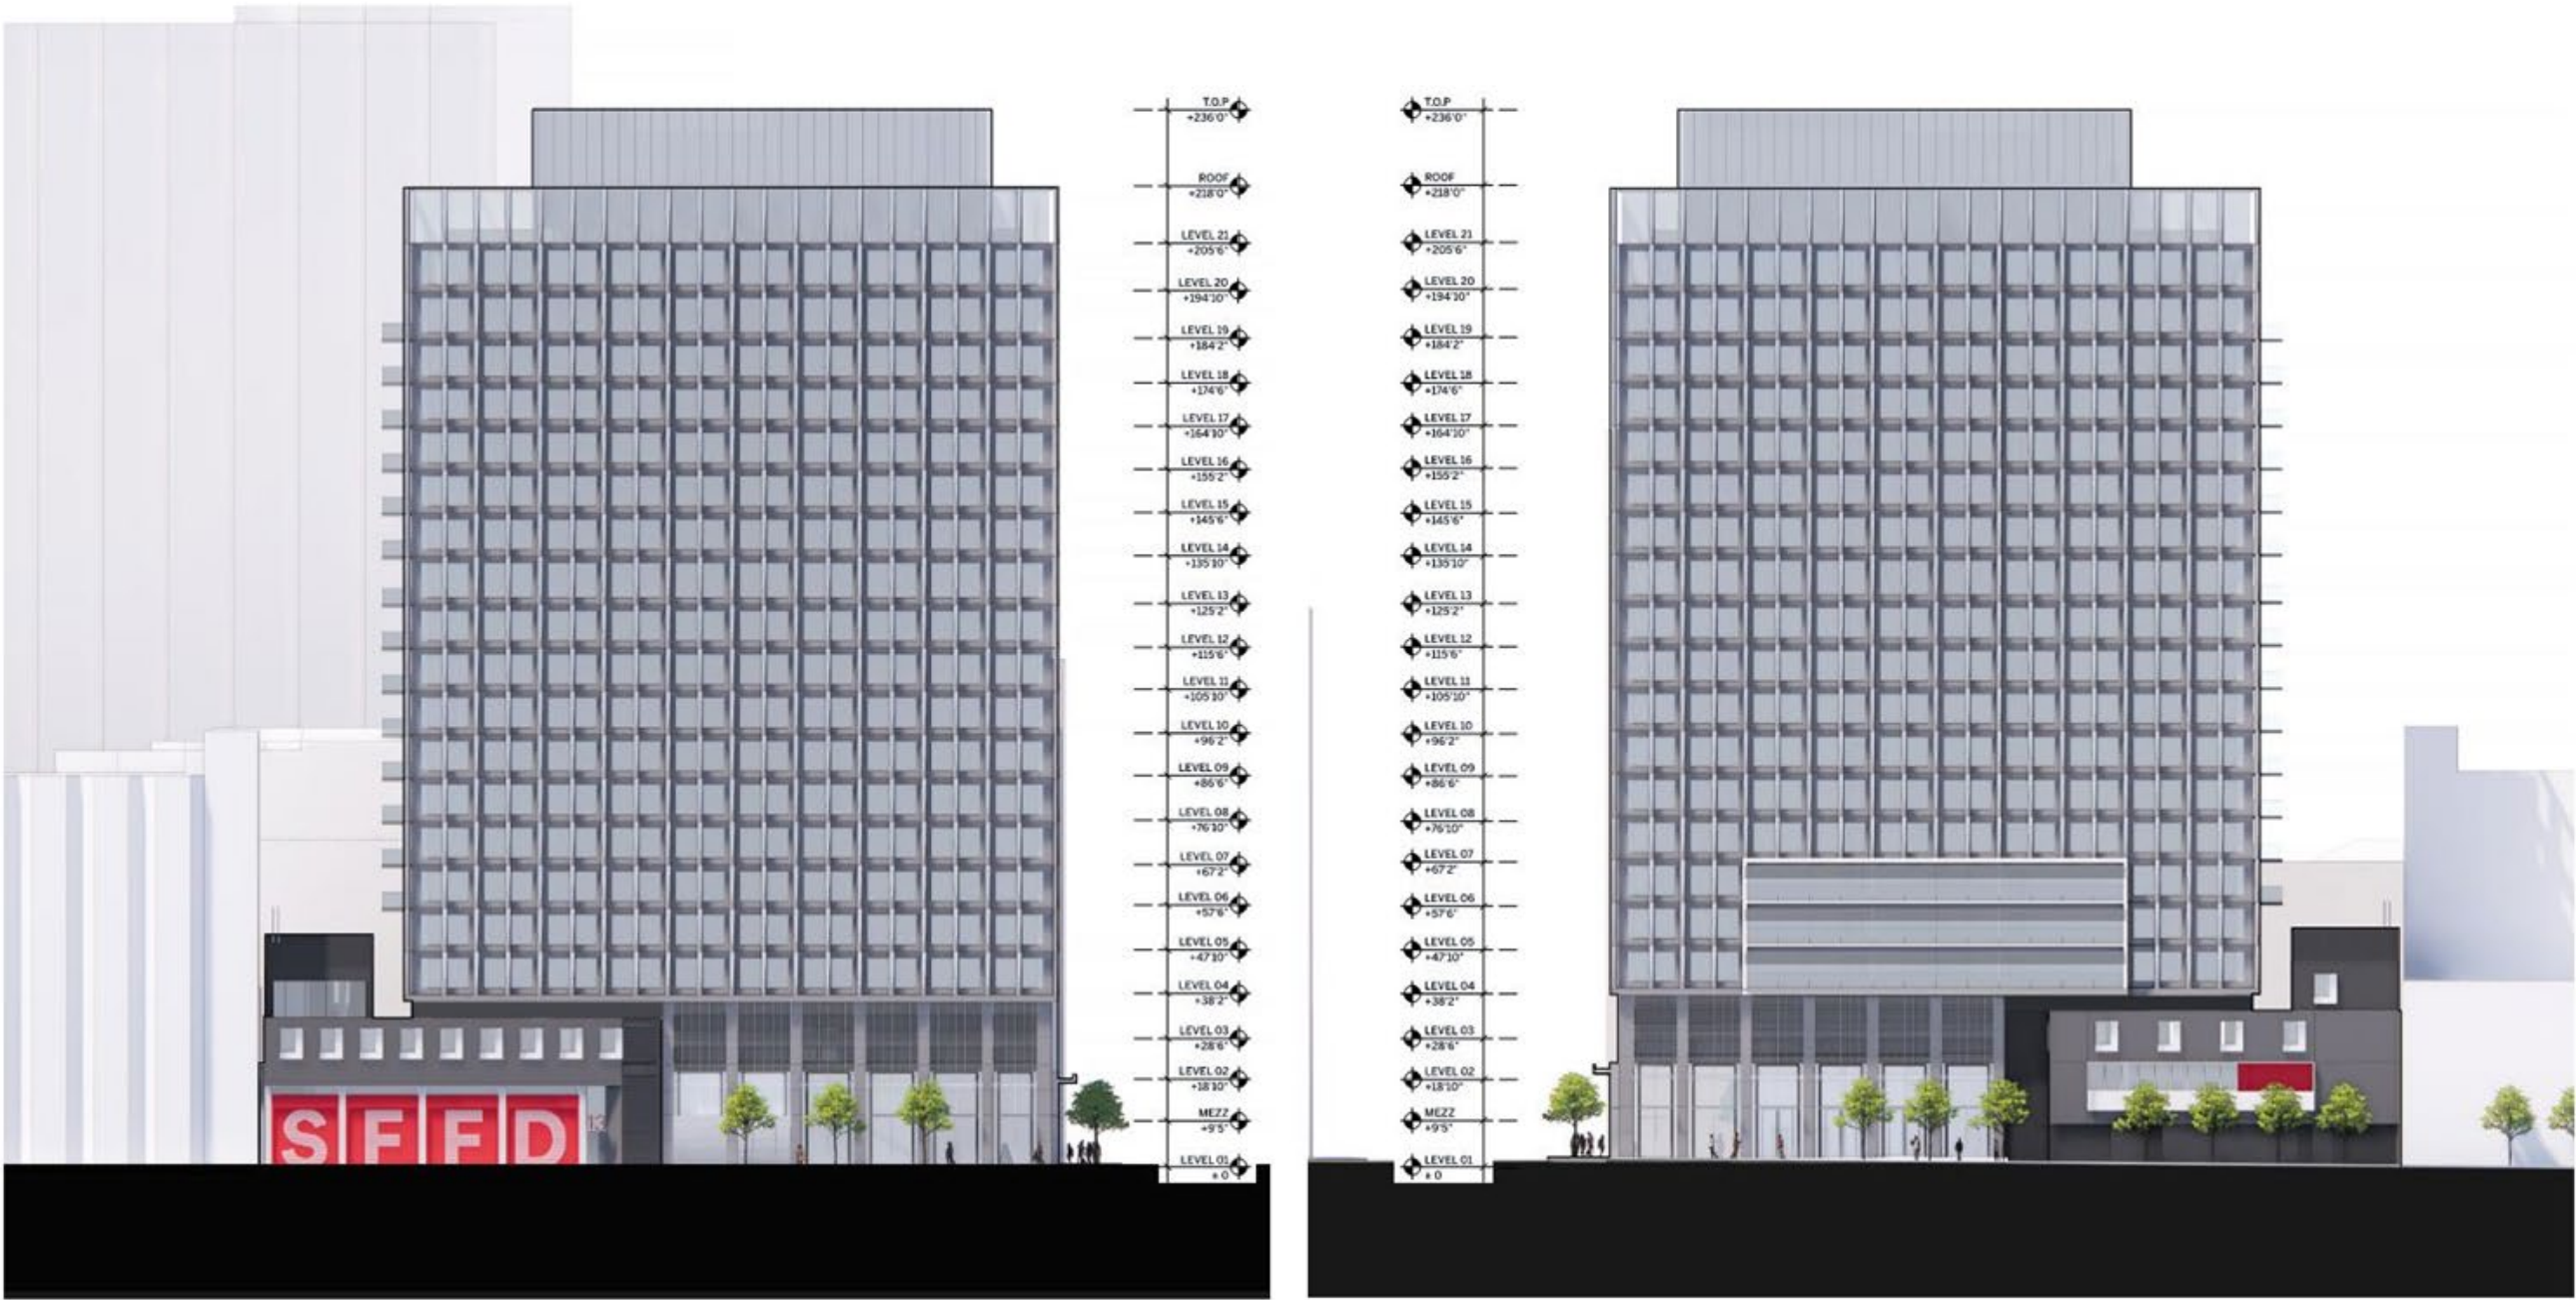 T.O.P
+236'0"
ROOF
+218'0"
LEVEL 21
+205'6"
LEVEL 20
+194'10"
LEVEL 19
+184'2"
LEVEL 18
+174'6"
LEVEL 17
+164'10"
LEVEL 16
+155'2"
LEVEL 15
+145'6"
LEVEL 14
+135'10"
LEVEL 13
+125'2"
LEVEL 12
+115'6"
LEVEL 11
+105'10"
LEVEL 10
+96'2"
LEVEL 09
+86'6"
LEVEL 08
+76'10"
LEVEL 07
+67'2"
LEVEL 06
+57'6"
LEVEL 05
+47'10"
LEVEL 04
+38'2"
LEVEL 03
+28'6"
LEVEL 02
+18'10"
MEZZ
+9'5"
LEVEL 01
± 0
SFFD
13
T.O.P
+236'0"
ROOF
+218'0"
LEVEL 21
+205'6"
LEVEL 20
+194'10"
LEVEL 19
+184'2"
LEVEL 18
+174'6"
LEVEL 17
+164'10"
LEVEL 16
+155'2"
LEVEL 15
+145'6"
LEVEL 14
+135'10"
LEVEL 13
+125'2"
LEVEL 12
+115'6"
LEVEL 11
+105'10"
LEVEL 10
+96'2"
LEVEL 09
+86'6"
LEVEL 08
+76'10"
LEVEL 07
+67'2"
LEVEL 06
+57'6"
LEVEL 05
+47'10"
LEVEL 04
+38'2"
LEVEL 03
+28'6"
LEVEL 02
+18'10"
MEZZ
+9'5"
LEVEL 01
± 0